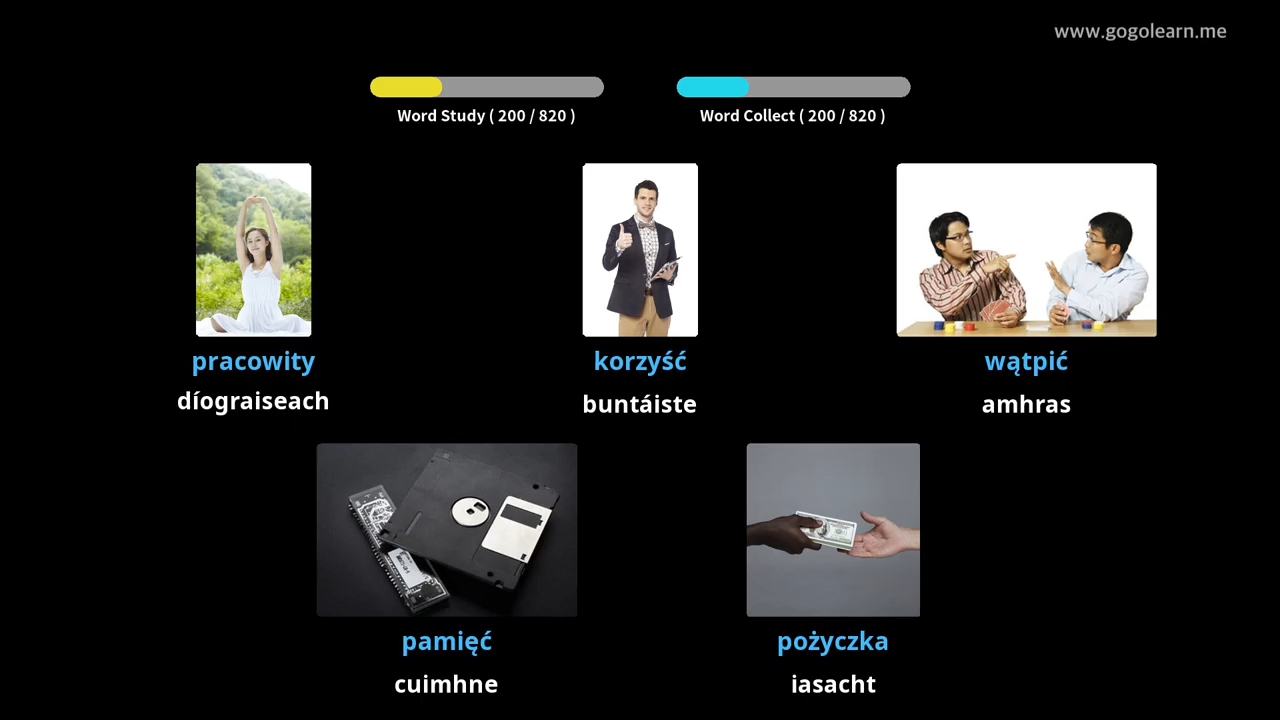 www.gogolearn.me
Word Study ( 200 / 820 )
Word Collect ( 200 / 820 )
pracowity
díograiseach
korzyść
buntáiste
wątpić
amhras
pamięć
cuimhne
pożyczka
iasacht